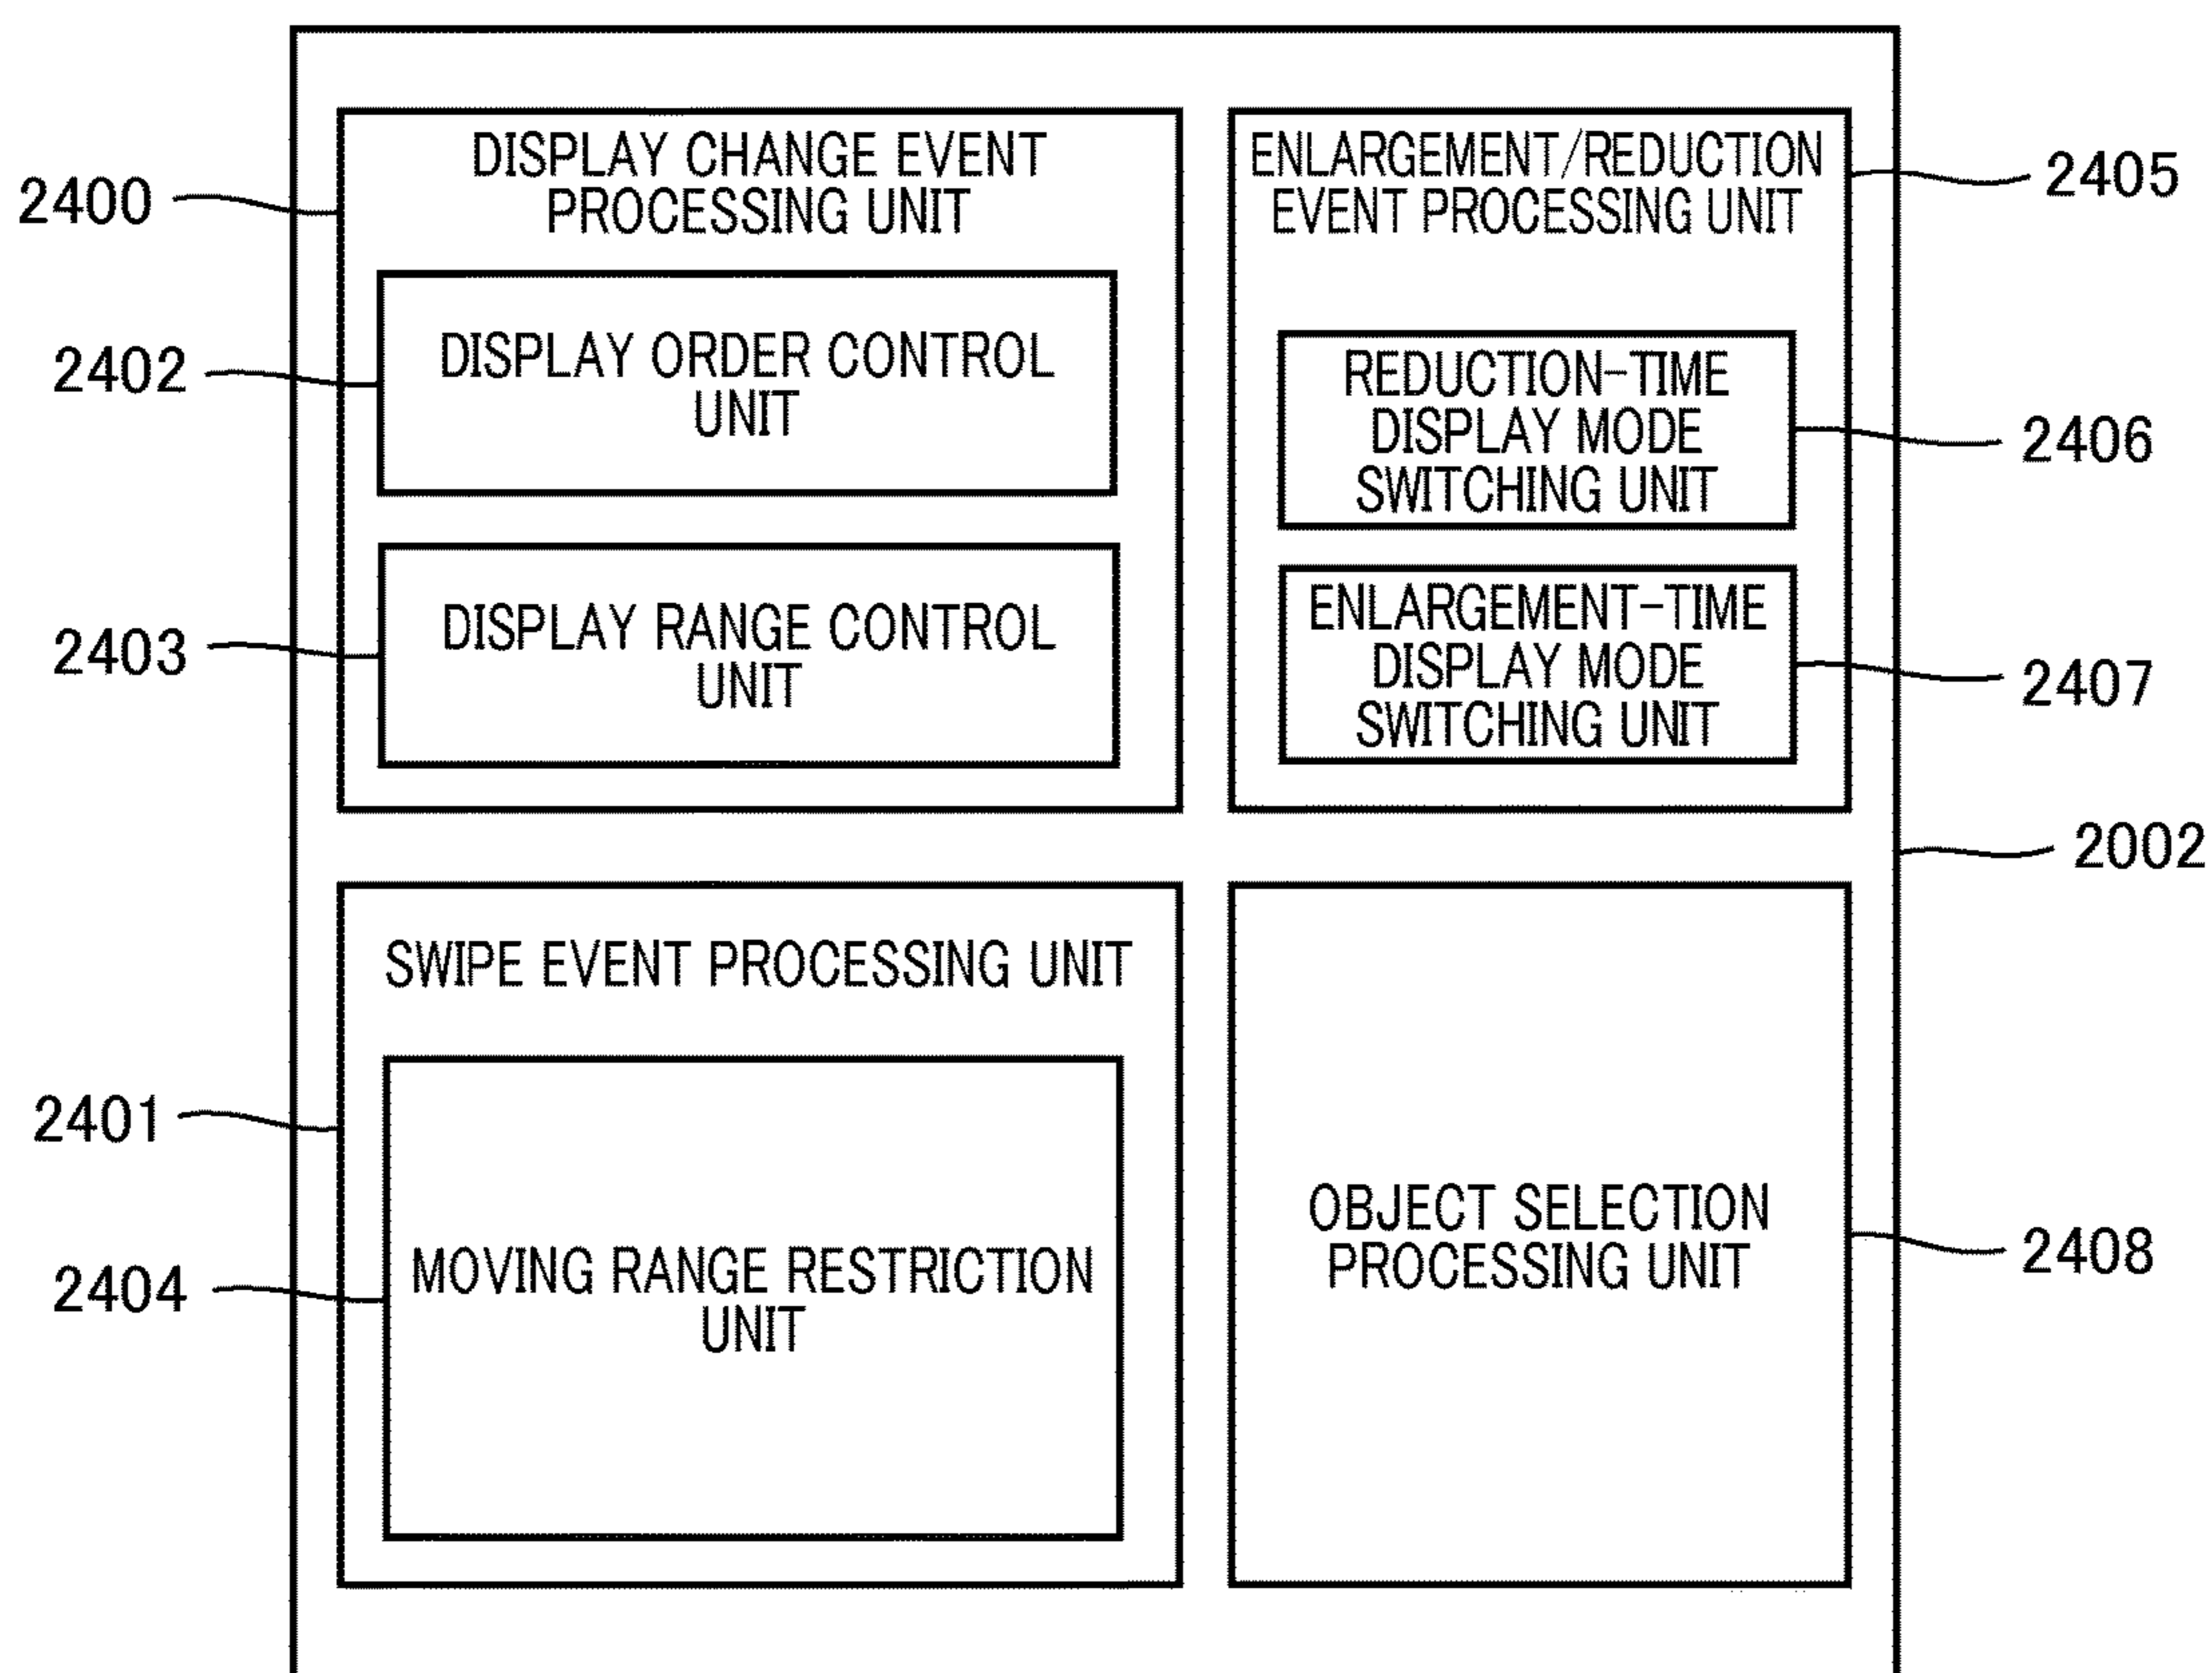 2400
DISPLAY CHANGE EVENT
PROCESSING UNIT
2402
DISPLAY ORDER CONTROL
UNIT
2403
DISPLAY RANGE CONTROL
UNIT
ENLARGEMENT/REDUCTION
EVENT PROCESSING UNIT
2405
REDUCTION-TIME
DISPLAY MODE
SWITCHING UNIT
2406
ENLARGEMENT-TIME
DISPLAY MODE
SWITCHING UNIT
2407
2002
SWIPE EVENT PROCESSING UNIT
2401
2404
MOVING RANGE RESTRICTION
UNIT
OBJECT SELECTION
PROCESSING UNIT
2408